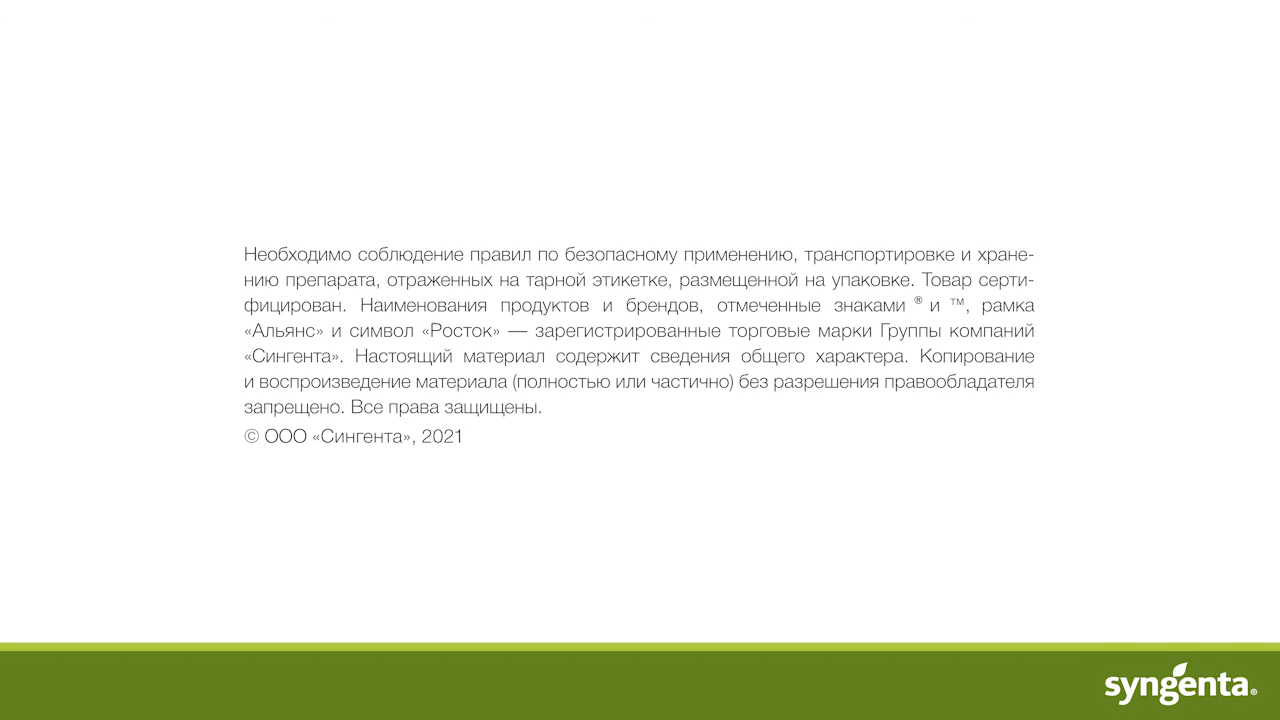 Необходимо соблюдение правил по безопасному применению, транспортировке и хране-
нию препарата, отраженных на тарной этикетке, размещенной на упаковке. Товар серти-
фицирован. Наименования продуктов и брендов, отмеченные знаками ® и ™, рамка
«Альянс» и символ «Росток» — зарегистрированные торговые марки Группы компаний
«Сингента». Настоящий материал содержит сведения общего характера. Копирование
и воспроизведение материала (полностью или частично) без разрешения правообладателя
запрещено. Все права защищены.
© ООО «Сингента», 2021
syngenta®